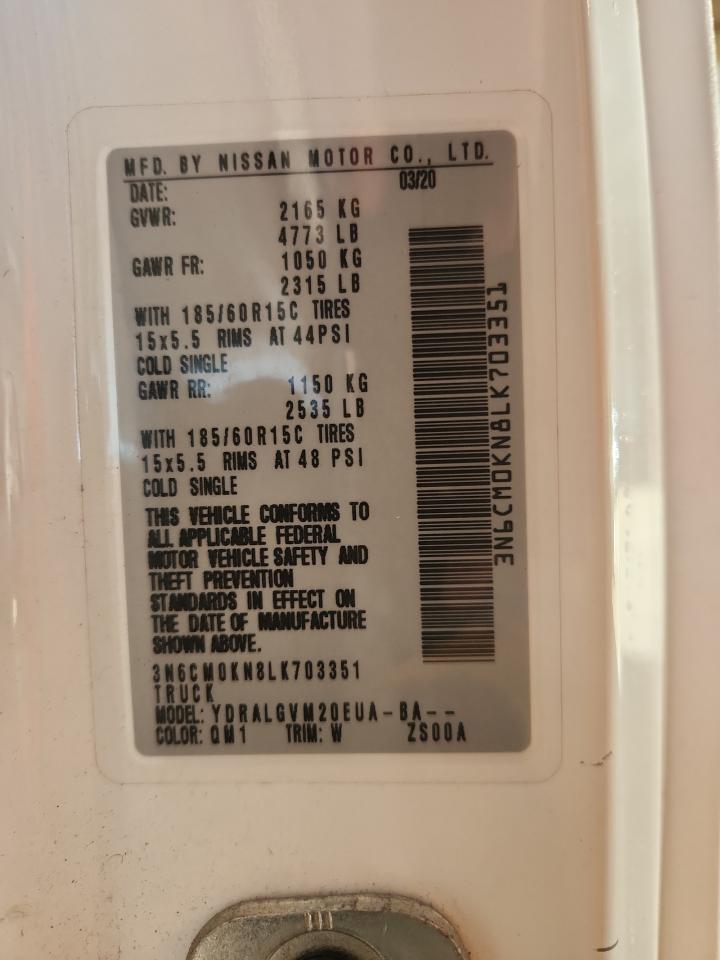 MFD. BY NISSAN MOTOR CO., LTD.
DATE: 03/20
GVWR: 2165 KG
4773 LB
GAWR FR: 1050 KG
2315 LB
WITH 185/60R15C TIRES
15x5.5 RIMS AT 44PSI
COLD SINGLE
GAWR RR: 1150 KG
2535 LB
WITH 185/60R15C TIRES
15x5.5 RIMS AT 48 PSI
COLD SINGLE
THIS VEHICLE CONFORMS TO
ALL APPLICABLE FEDERAL
MOTOR VEHICLE SAFETY AND
THEFT PREVENTION
STANDARDS IN EFFECT ON
THE DATE OF MANUFACTURE
SHOWN ABOVE.
3N6CM0KN8LK703351
TRUCK
MODEL: YDRALGVM20EUA-BA--
COLOR: QM1 TRIM: W ZS00A
3N6CM0KN8LK703351